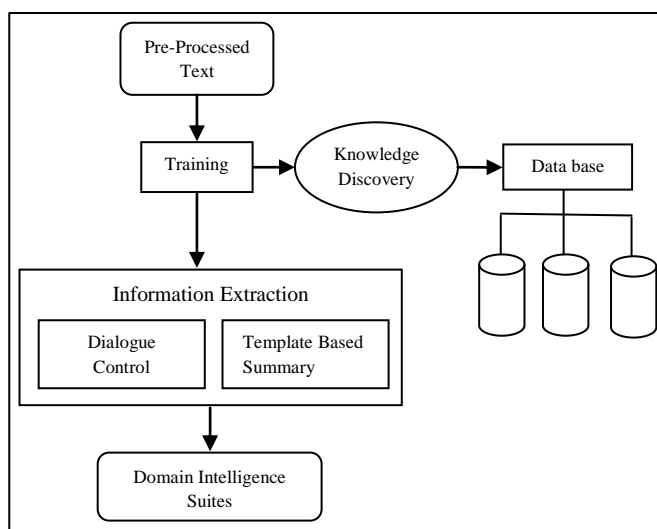 Pre-Processed
Text
Training
Knowledge
Discovery
Data base
Information Extraction
Dialogue
Control
Template Based
Summary
Domain Intelligence
Suites